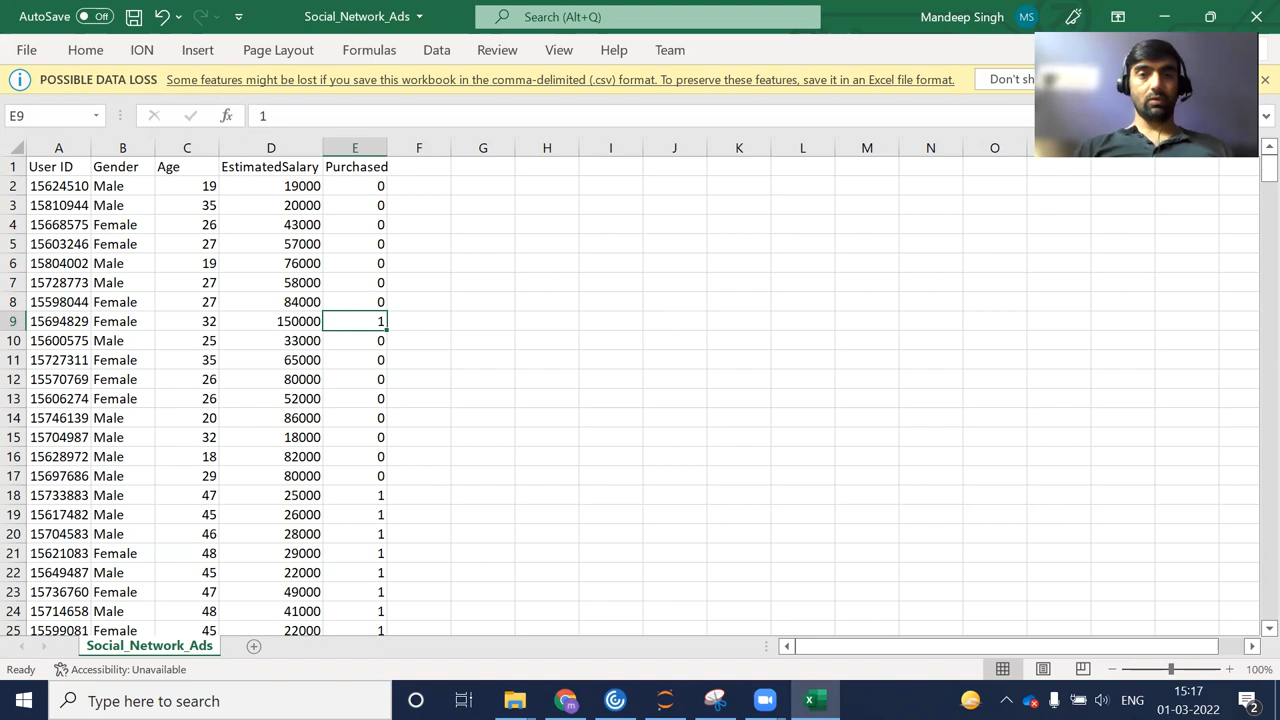 AutoSave Off Social_Network_Ads Search (Alt+Q) Mandeep Singh MS
File Home ION Insert Page Layout Formulas Data Review View Help Team
POSSIBLE DATA LOSS Some features might be lost if you save this workbook in the comma-delimited (.csv) format. To preserve these features, save it in an Excel file format. Don't sh
E9 fx 1
A B C D E F G H I J K L M N O
1 User ID Gender Age EstimatedSalary Purchased
2 15624510 Male 19 19000 0
3 15810944 Male 35 20000 0
4 15668575 Female 26 43000 0
5 15603246 Female 27 57000 0
6 15804002 Male 19 76000 0
7 15728773 Male 27 58000 0
8 15598044 Female 27 84000 0
9 15694829 Female 32 150000 1
10 15600575 Male 25 33000 0
11 15727311 Female 35 65000 0
12 15570769 Female 26 80000 0
13 15606274 Female 26 52000 0
14 15746139 Male 20 86000 0
15 15704987 Male 32 18000 0
16 15628972 Male 18 82000 0
17 15697686 Male 29 80000 0
18 15733883 Male 47 25000 1
19 15617482 Male 45 26000 1
20 15704583 Male 46 28000 1
21 15621083 Female 48 29000 1
22 15649487 Male 45 22000 1
23 15736760 Female 47 49000 1
24 15714658 Male 48 41000 1
25 15599081 Female 45 22000 1
Social_Network_Ads
Ready Accessibility: Unavailable 100%
Type here to search ENG 15:17
01-03-2022 2